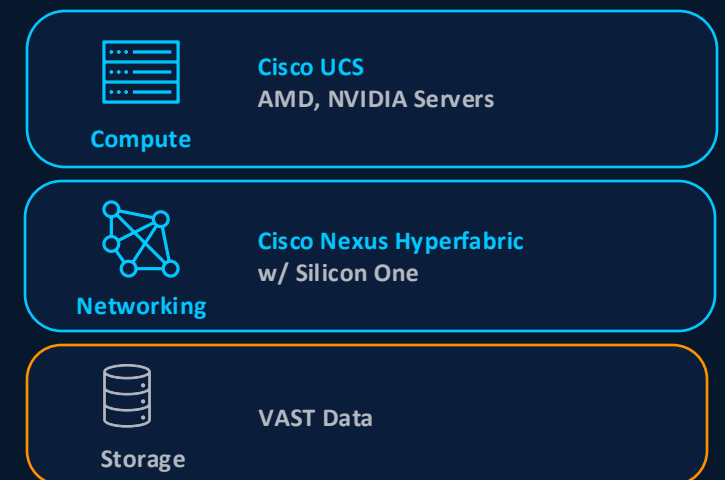 Cisco UCS
AMD, NVIDIA Servers
Compute
Cisco Nexus Hyperfabric
w/ Silicon One
Networking
VAST Data
Storage